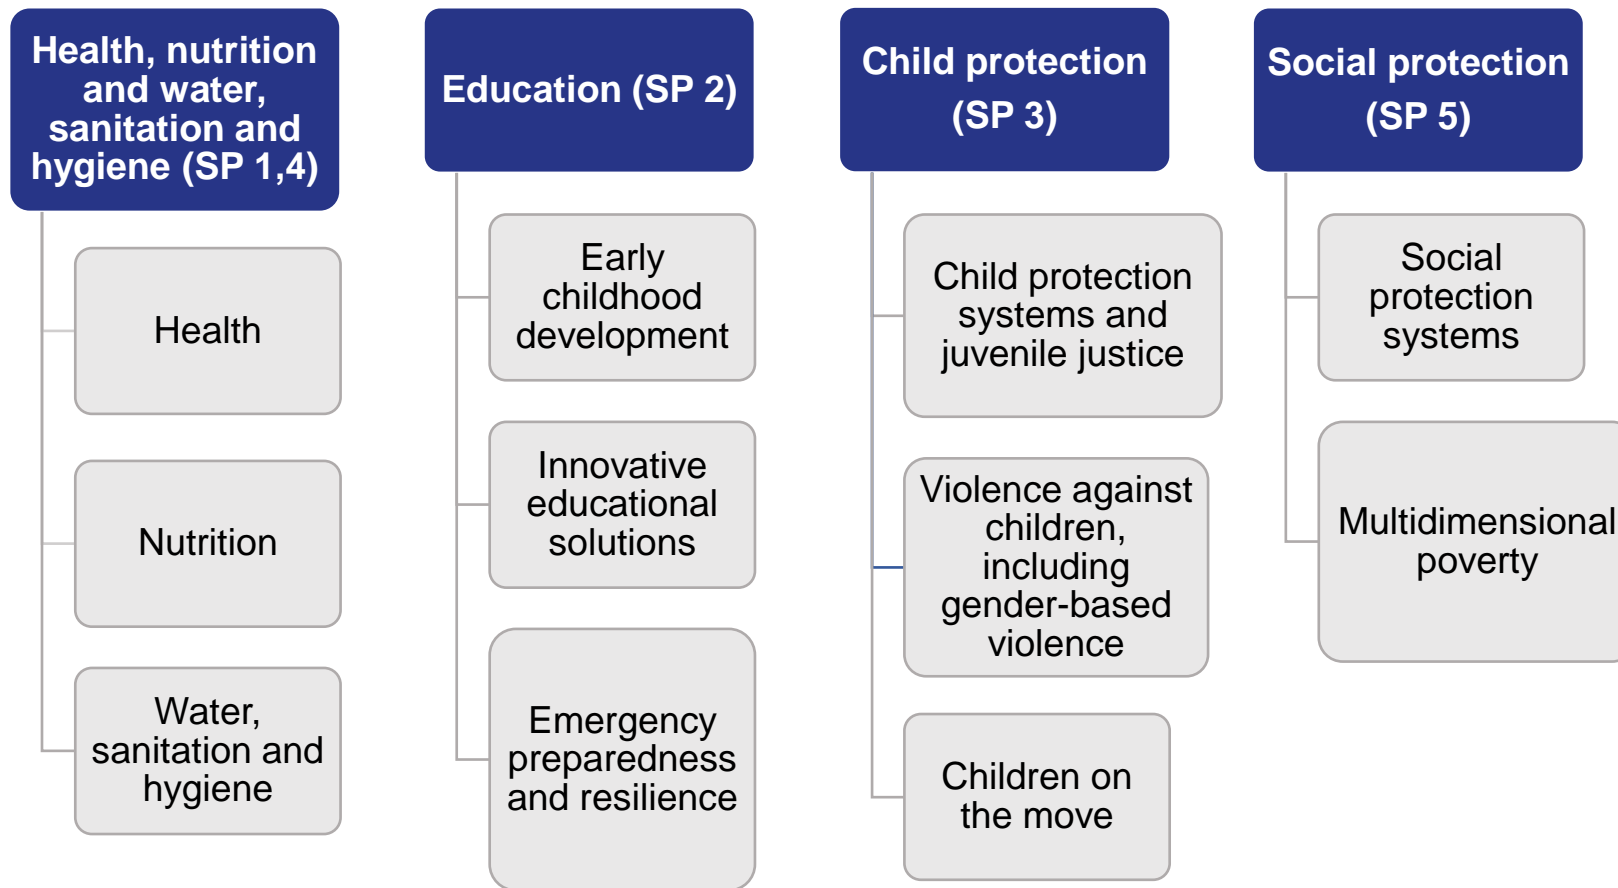 Health, nutrition
and water,
sanitation and
hygiene (SP 1,4)
Health
Nutrition
Water,
sanitation and
hygiene
Education (SP 2)
Early
childhood
development
Innovative
educational
solutions
Emergency
preparedness
and resilience
Child protection
(SP 3)
Child protection
systems and
juvenile justice
Violence against
children,
including
gender-based
violence
Children on
the move
Social protection
(SP 5)
Social
protection
systems
Multidimensional
poverty